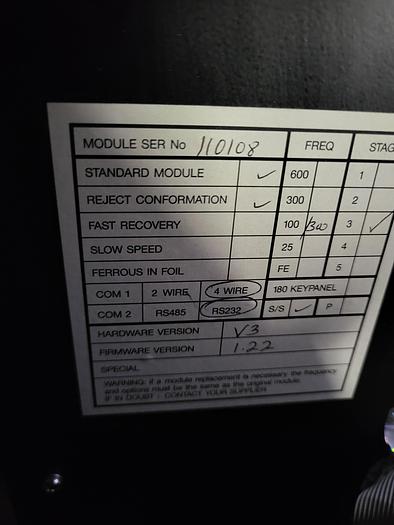 MODULE SER No 110108 FREQ STAG
STANDARD MODULE ✓ 600 1
REJECT CONFORMATION ✓ 300 2
FAST RECOVERY 100 /300 3 ✓
SLOW SPEED 25 4
FERROUS IN FOIL FE 5
COM 1 2 WIRE 4 WIRE 180 KEYPANEL
COM 2 RS485 RS232 S/S ✓ P
HARDWARE VERSION V3
FIRMWARE VERSION 1.22
SPECIAL
WARNING: if a module replacement is necessary the frequency
and options must be the same as the original module.
IF IN DOUBT : CONTACT YOUR SUPPLIER